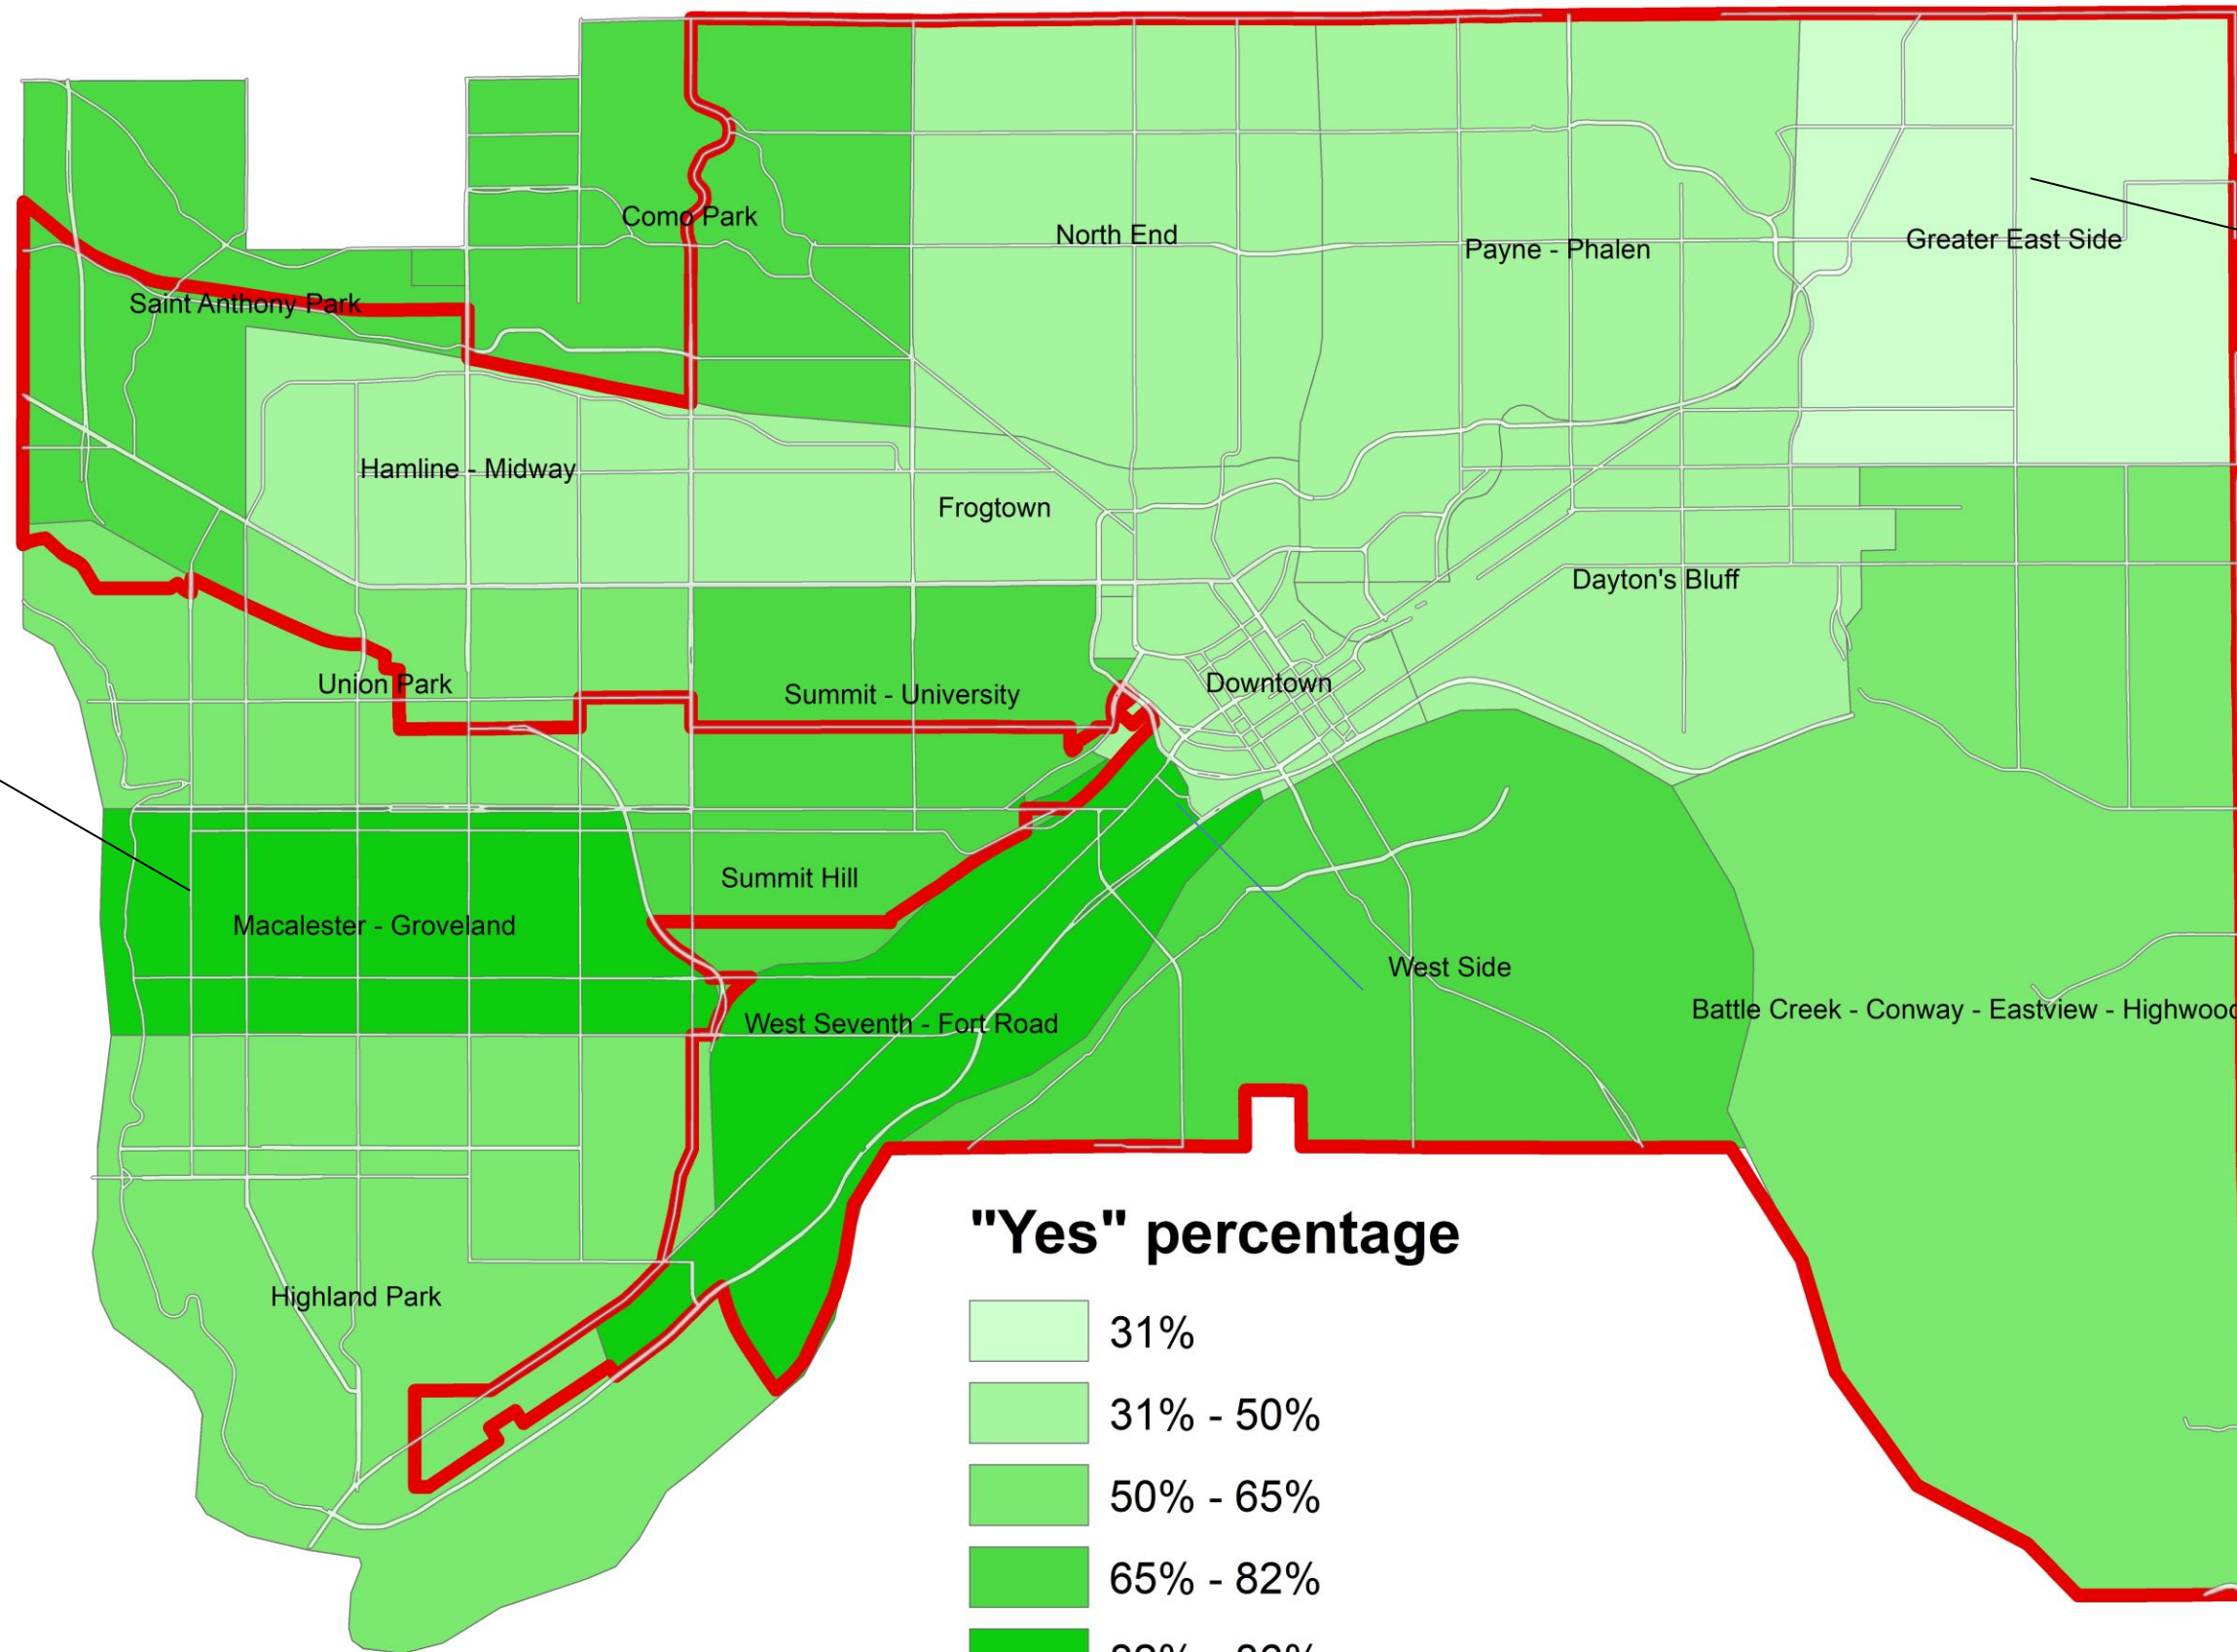 Como Park
North End
Payne - Phalen
Greater East Side
Saint Anthony Park
Hamline - Midway
Frogtown
Dayton's Bluff
Union Park
Summit - University
Downtown
Summit Hill
Macalester - Groveland
West Side
West Seventh - Fort Road
Battle Creek - Conway - Eastview - Highwood
Highland Park
"Yes" percentage
31%
31% - 50%
50% - 65%
65% - 82%